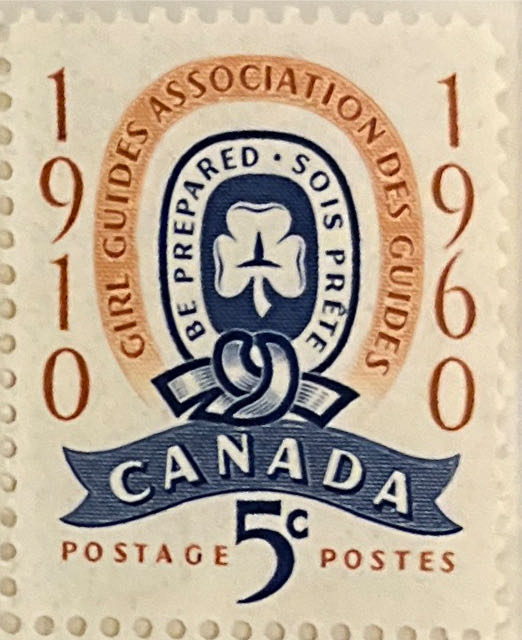 1910
1960
GIRL GUIDES ASSOCIATION DES GUIDES
BE PREPARED · SOIS PRÊTE
CANADA
5c
POSTAGE POSTES